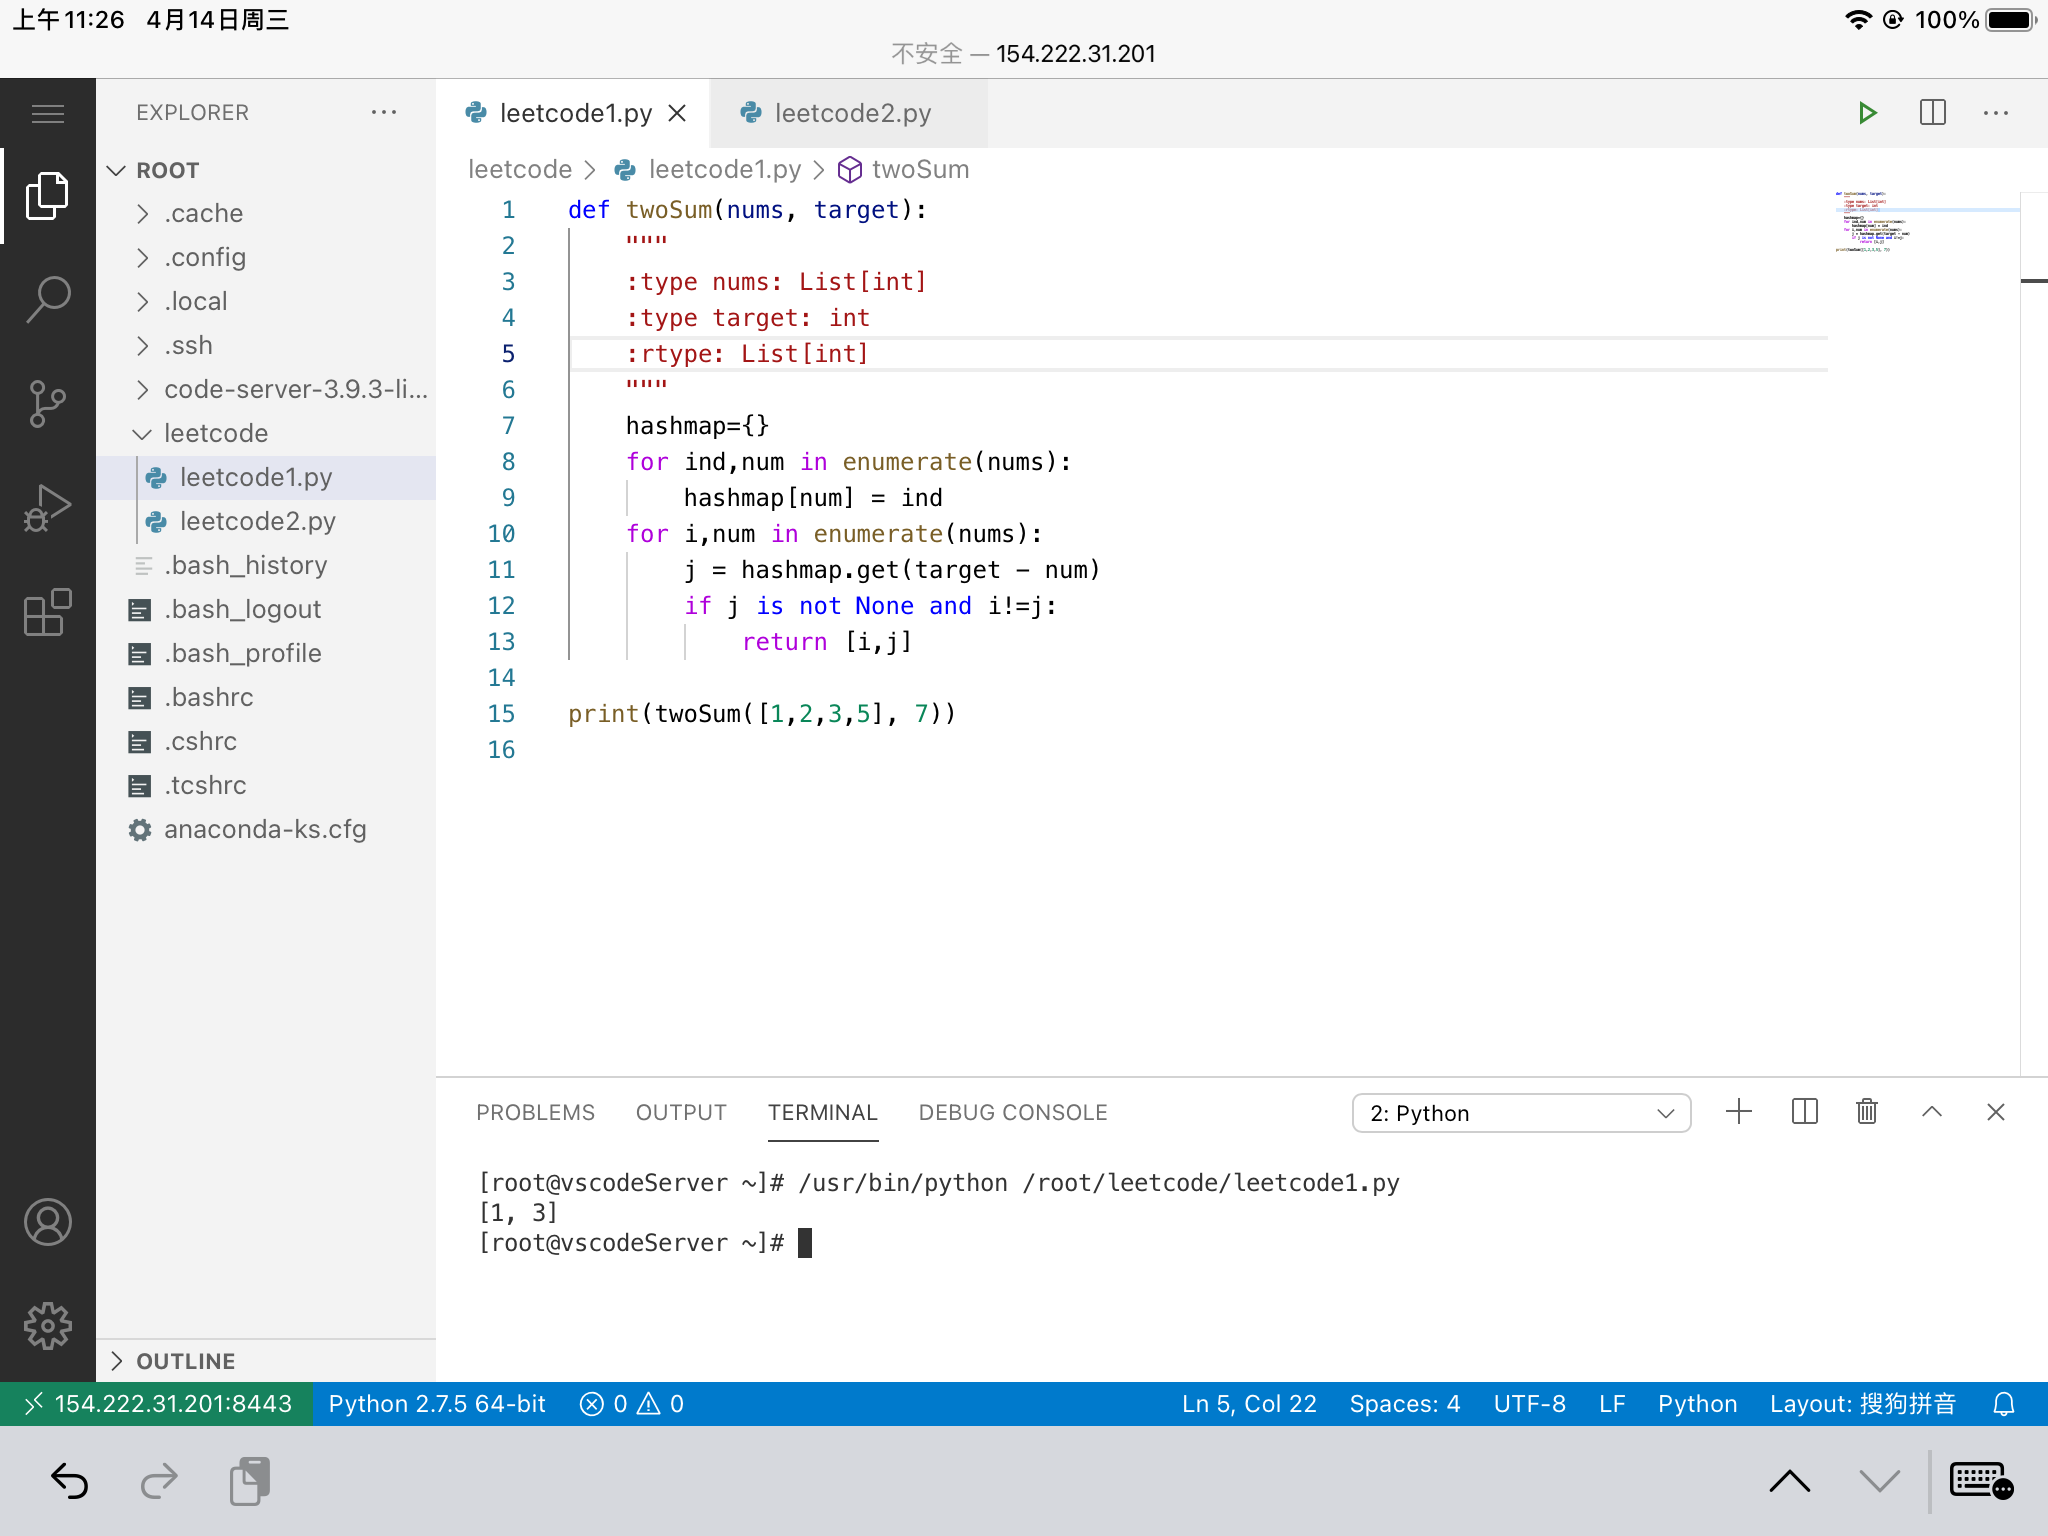 上午11:26 4月14日周三
100%
不安全 — 154.222.31.201
EXPLORER
ROOT
.cache
.config
.local
.ssh
code-server-3.9.3-li...
leetcode
leetcode1.py
leetcode2.py
.bash_history
.bash_logout
.bash_profile
.bashrc
.cshrc
.tcshrc
anaconda-ks.cfg
OUTLINE
leetcode1.py
leetcode2.py
leetcode > leetcode1.py > twoSum
1 def twoSum(nums, target):
2     """
3     :type nums: List[int]
4     :type target: int
5     :rtype: List[int]
6     """
7     hashmap={}
8     for ind,num in enumerate(nums):
9         hashmap[num] = ind
10     for i,num in enumerate(nums):
11         j = hashmap.get(target - num)
12         if j is not None and i!=j:
13             return [i,j]
14
15 print(twoSum([1,2,3,5], 7))
16
PROBLEMS OUTPUT TERMINAL DEBUG CONSOLE 2: Python
[root@vscodeServer ~]# /usr/bin/python /root/leetcode/leetcode1.py
[1, 3]
[root@vscodeServer ~]#
154.222.31.201:8443 Python 2.7.5 64-bit 0 0 Ln 5, Col 22 Spaces: 4 UTF-8 LF Python Layout: 搜狗拼音